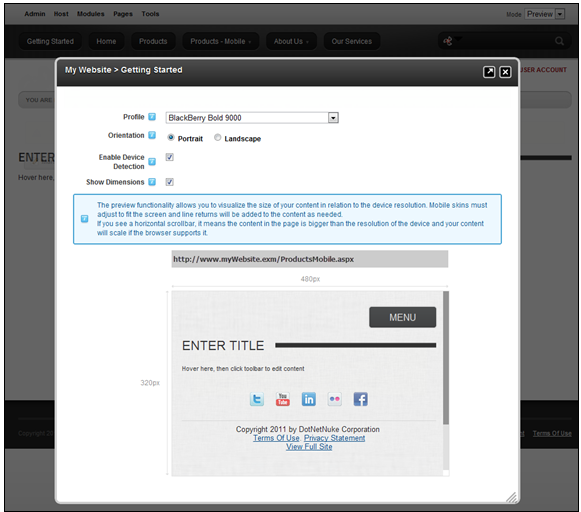 Admin Host Modules Pages Tools
Mode Preview
Getting Started Home Products Products - Mobile About Us Our Services
USER ACCOUNT
YOU ARE
My Website > Getting Started
Profile BlackBerry Bold 9000
Orientation Portrait Landscape
Enable Device
Detection
Show Dimensions
The preview functionality allows you to visualize the size of your content in relation to the device resolution. Mobile skins must
adjust to fit the screen and line returns will be added to the content as needed.
If you see a horizontal scrollbar, it means the content in the page is bigger than the resolution of the device and your content
will scale if the browser supports it.
ENTER
Hover here,
http://www.myWebsite.exm/ProductsMobile.aspx
480px
MENU
ENTER TITLE
Hover here, then click toolbar to edit content
320px
You
Tube
Copyright 2011 by DotNetNuke Corporation
Terms Of Use Privacy Statement
View Full Site
Copyright 20
Terms Of Use